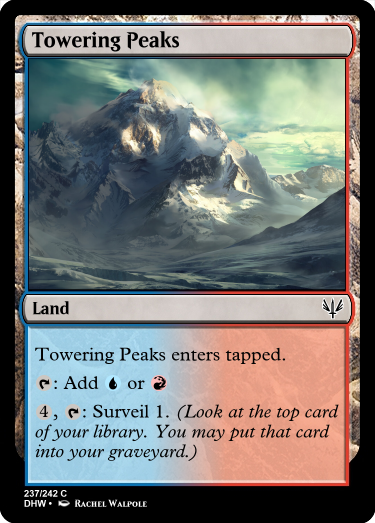 Towering Peaks
Land
Towering Peaks enters tapped.
: Add or
4 , : Surveil 1. (Look at the top card
of your library. You may put that card
into your graveyard.)
237/242 C
DHW • Rachel Walpole